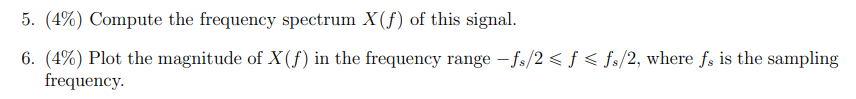 5. (4%) Compute the frequency spectrum X(f) of this signal.
6. (4%) Plot the magnitude of X(f) in the frequency range −fₛ/2 ⩽ f ⩽ fₛ/2, where fₛ is the sampling
frequency.